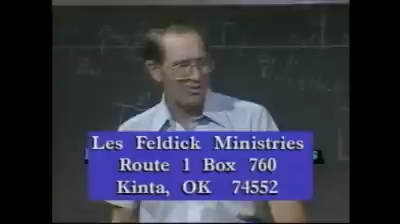 Les Feldick Ministries
Route 1 Box 760
Kinta, OK 74552